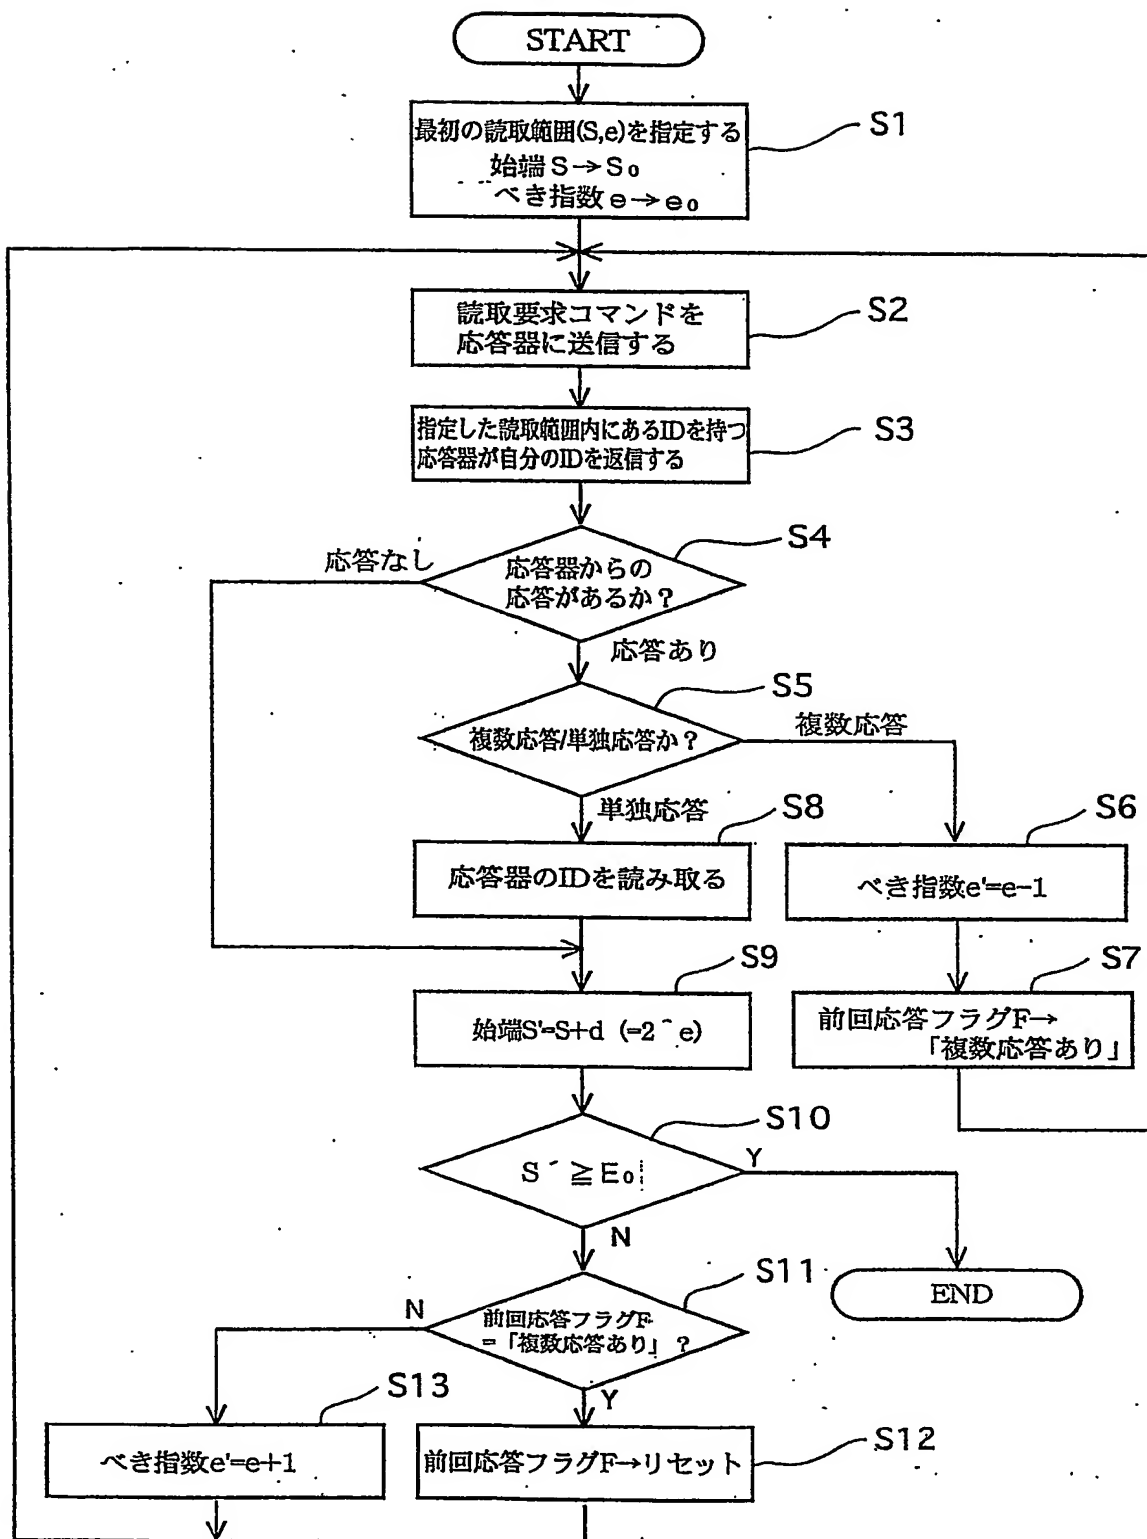 START
最初の読取範囲(S,e)を指定する
始端S→S₀
べき指数e→e₀
S1
読取要求コマンドを
応答器に送信する
S2
指定した読取範囲内にあるIDを持つ
応答器が自分のIDを返信する
S3
応答器からの
応答があるか?
S4
応答なし
応答あり
複数応答/単独応答か?
S5
複数応答
単独応答
応答器のIDを読み取る
S8
べき指数e'=e-1
S6
始端S'=S+d (=2^e)
S9
前回応答フラグF→
「複数応答あり」
S7
S´≧E₀
S10
Y
N
END
前回応答フラグF
=「複数応答あり」?
S11
N
Y
べき指数e'=e+1
S13
前回応答フラグF→リセット
S12